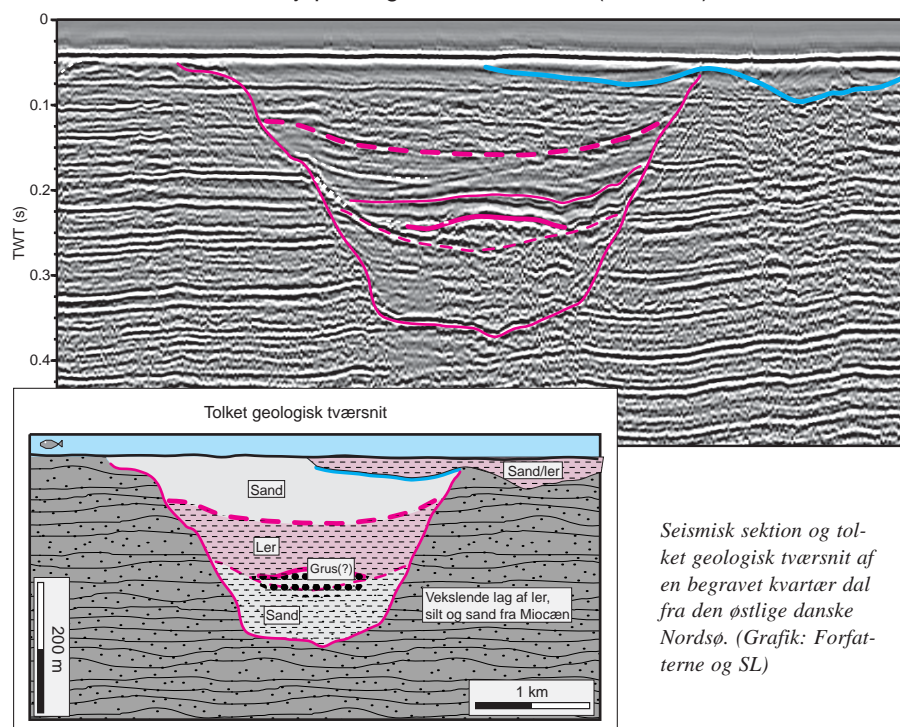 0
0.1
0.2
0.3
0.4
TWT (s)
Tolket geologisk tværsnit
Sand/ler
Sand
Ler
Grus(?)
Vekslende lag af ler,
silt og sand fra Miocæn
Sand
200 m
1 km
Seismisk sektion og tol-
ket geologisk tværsnit af
en begravet kvartær dal
fra den østlige danske
Nordsø. (Grafik: Forfat-
terne og SL)